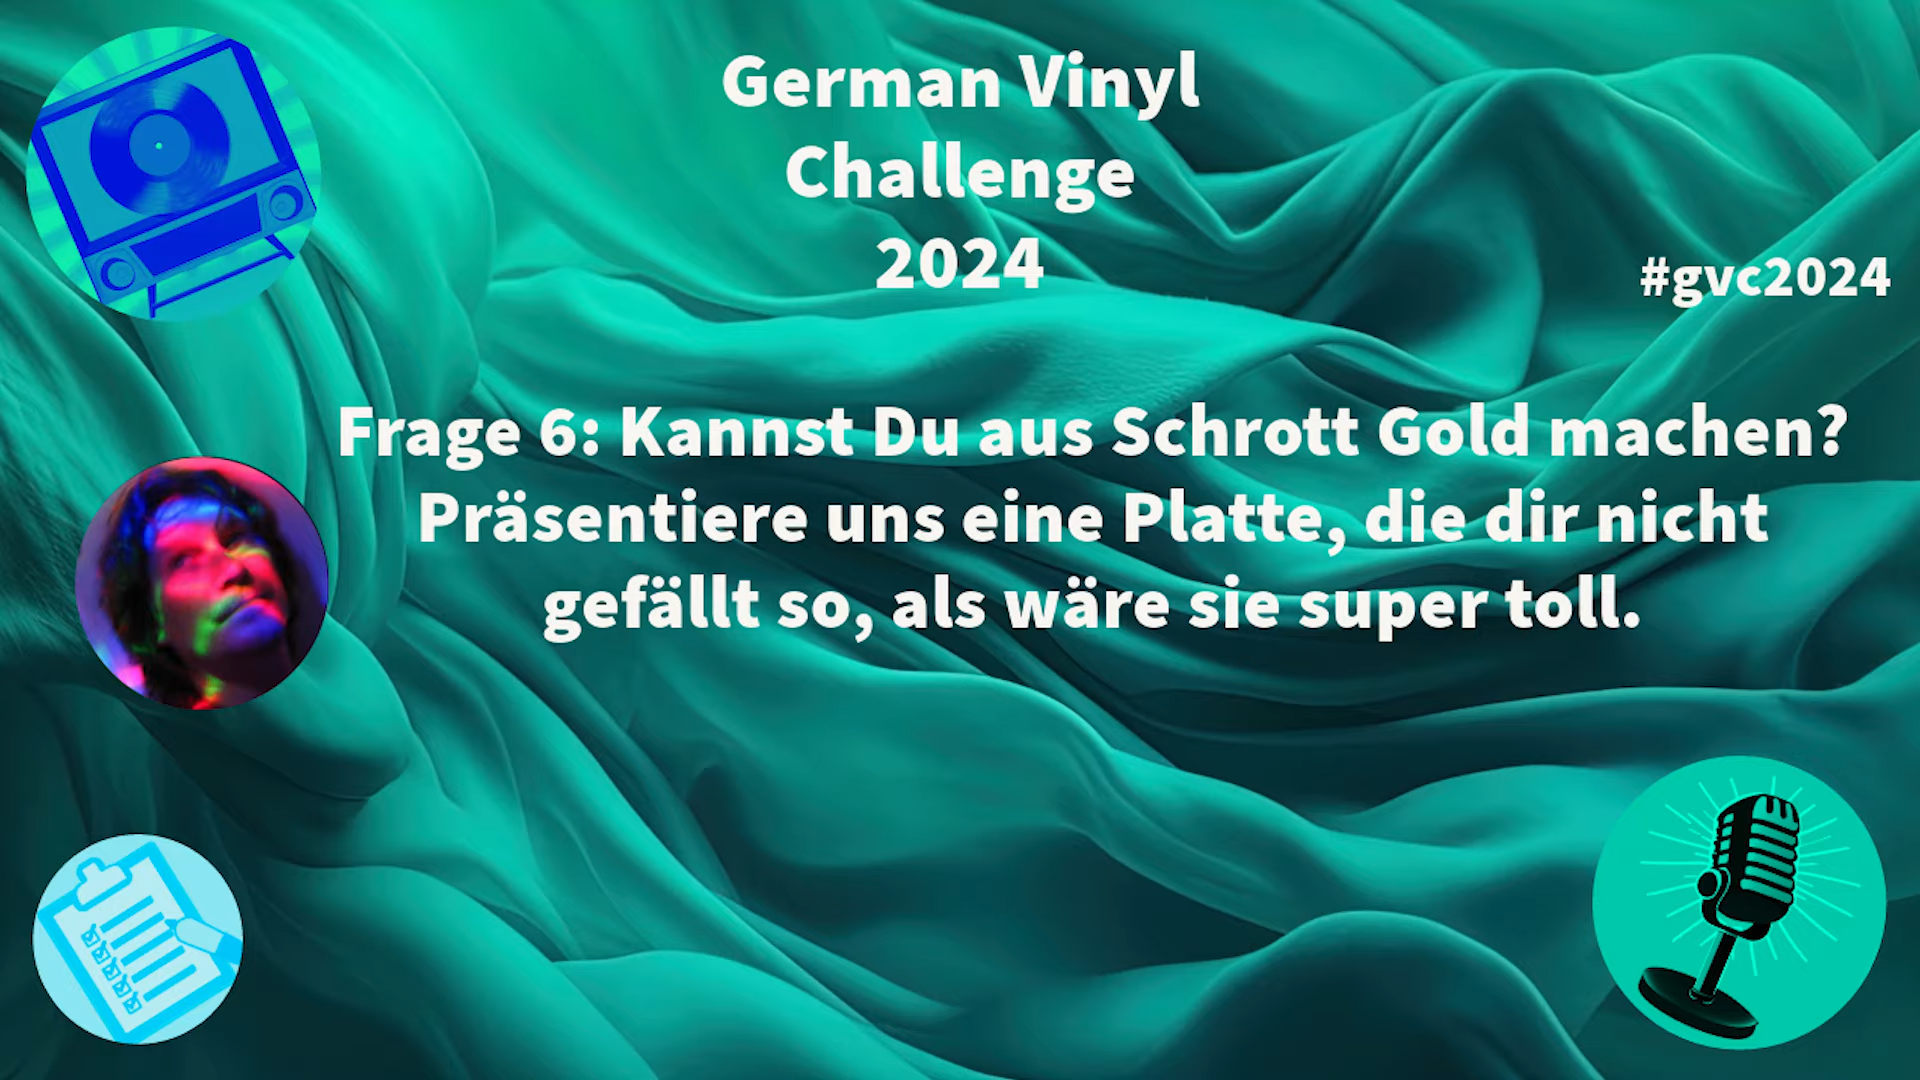 German Vinyl
Challenge
2024
#gvc2024
Frage 6: Kannst Du aus Schrott Gold machen?
Präsentiere uns eine Platte, die dir nicht
gefällt so, als wäre sie super toll.